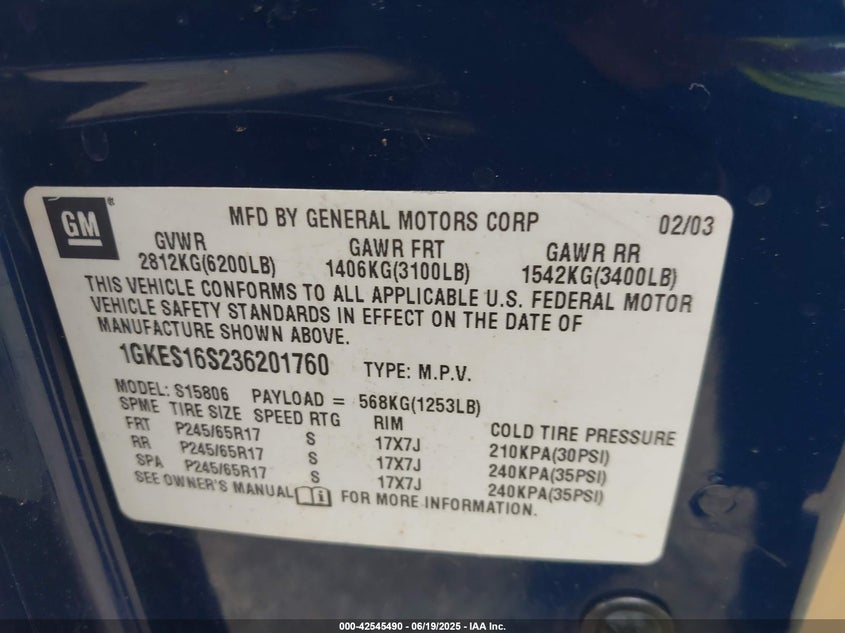 GM®
MFD BY GENERAL MOTORS CORP 02/03
GVWR GAWR FRT GAWR RR
2812KG(6200LB) 1406KG(3100LB) 1542KG(3400LB)
THIS VEHICLE CONFORMS TO ALL APPLICABLE U.S. FEDERAL MOTOR
VEHICLE SAFETY STANDARDS IN EFFECT ON THE DATE OF
MANUFACTURE SHOWN ABOVE.
1GKES16S236201760 TYPE: M.P.V.
MODEL: S15806 PAYLOAD = 568KG(1253LB)
SPME TIRE SIZE SPEED RTG RIM COLD TIRE PRESSURE
FRT P245/65R17 S 17X7J 210KPA(30PSI)
RR P245/65R17 S 17X7J 240KPA(35PSI)
SPA P245/65R17 S 17X7J 240KPA(35PSI)
SEE OWNER'S MANUAL i FOR MORE INFORMATION.
000-42545490 - 06/19/2025 - IAA Inc.